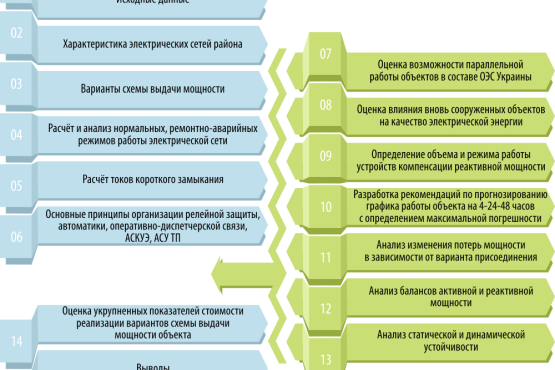 Исходные данные
02
Характеристика электрических сетей района
03
Варианты схемы выдачи мощности
04
Расчёт и анализ нормальных, ремонтно-аварийных
режимов работы электрической сети
05
Расчёт токов короткого замыкания
06
Основные принципы организации релейной защиты,
автоматики, оперативно-диспетчерской связи,
АСКУЭ, АСУ ТП
07
Оценка возможности параллельной
работы объектов в составе ОЭС Украины
08
Оценка влияния вновь сооруженных объектов
на качество электрической энергии
09
Определение объема и режима работы
устройств компенсации реактивной мощности
10
Разработка рекомендаций по прогнозированию
графика работы объекта на 4-24-48 часов
с определением максимальной погрешности
11
Анализ изменения потерь мощности
в зависимости от варианта присоединения
12
Анализ балансов активной и реактивной
мощности
13
Анализ статической и динамической
устойчивости
14
Оценка укрупненных показателей стоимости
реализации вариантов схемы выдачи
мощности объекта
Выводы